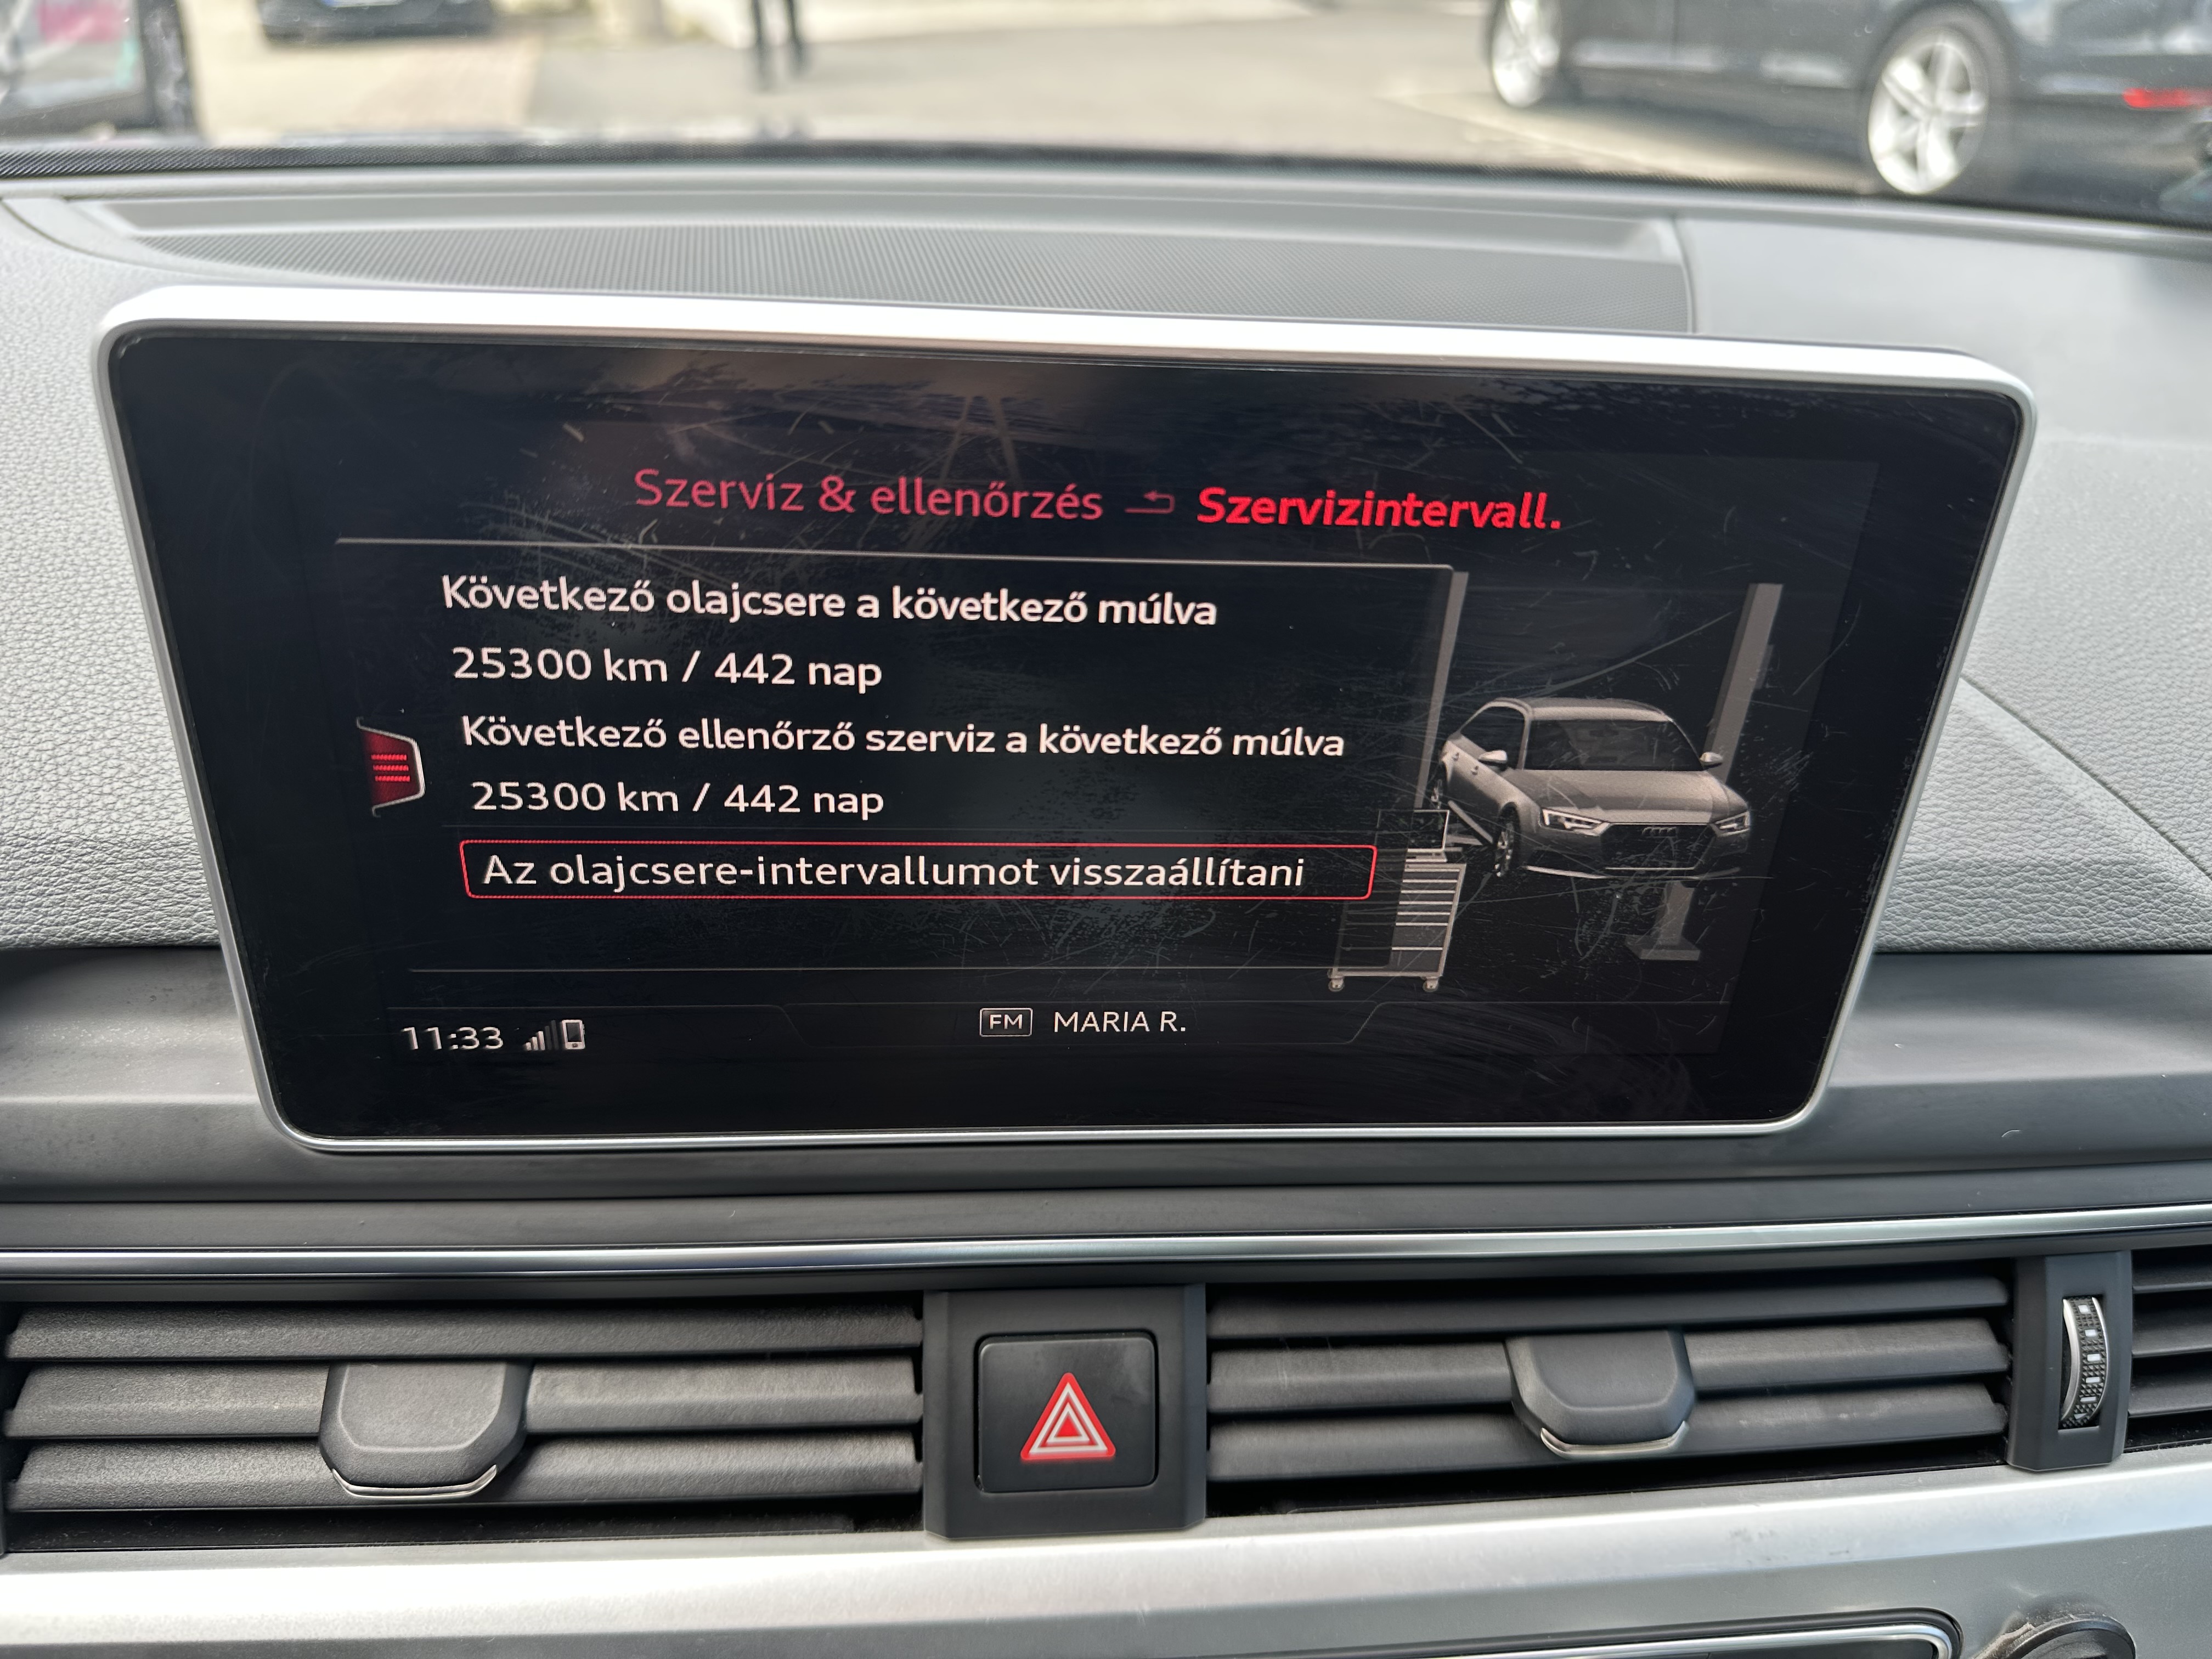 Szerviz & ellenőrzés Szervizintervall.
Következő olajcsere a következő múlva
25300 km / 442 nap
Következő ellenőrző szerviz a következő múlva
25300 km / 442 nap
Az olajcsere-intervallumot visszaállítani
11:33 FM MARIA R.